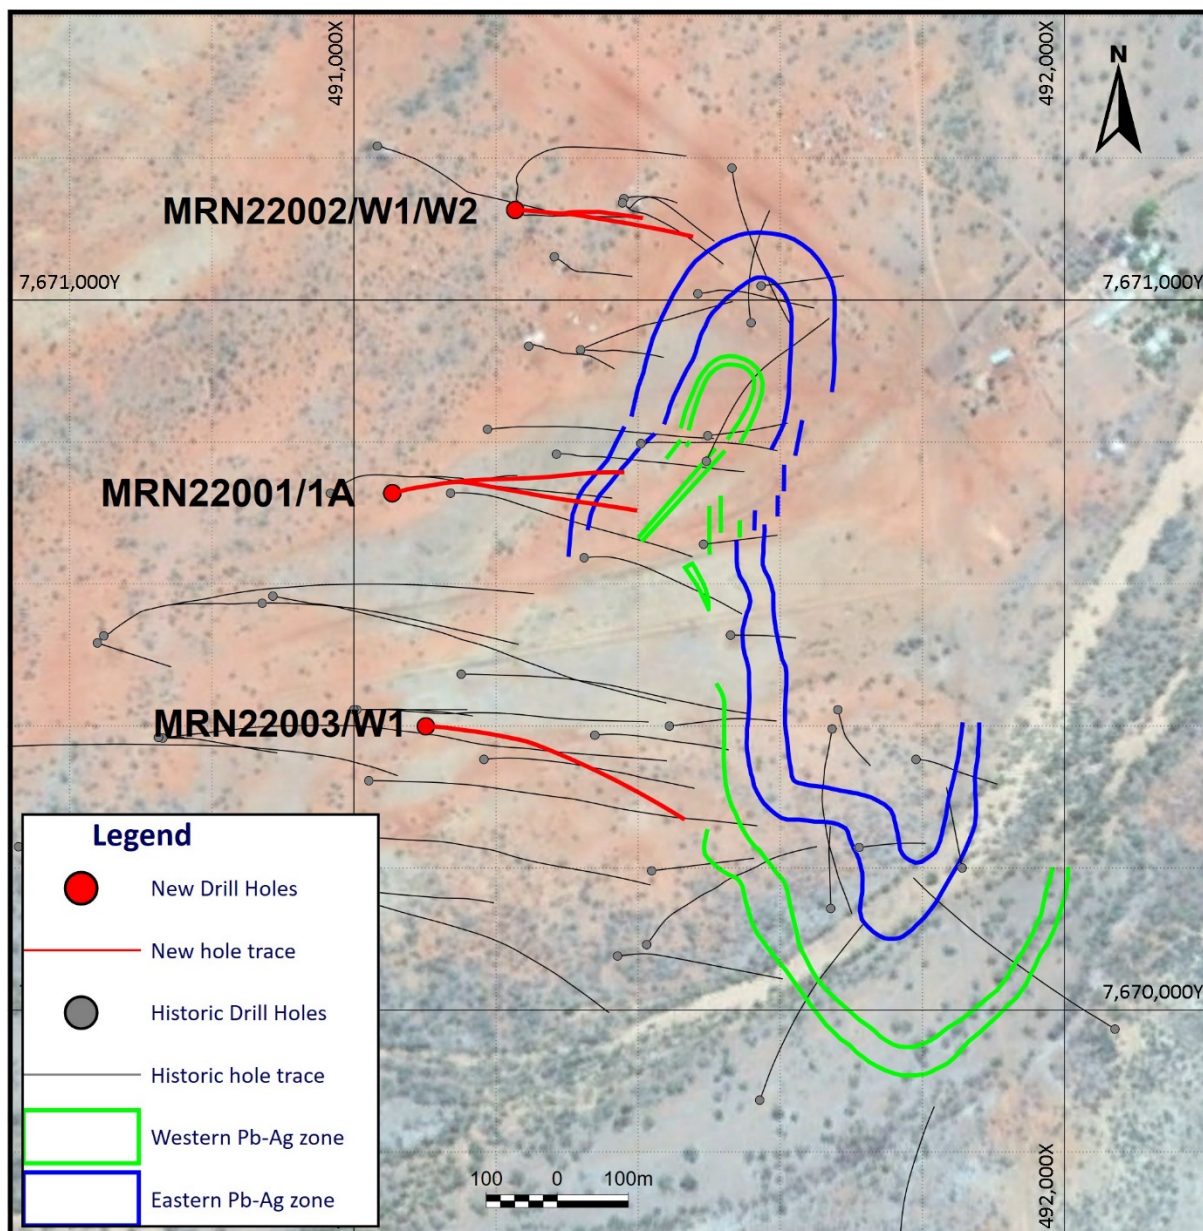 491,000X
492,000X
N
MRN22002/W1/W2
7,671,000Y
7,671,000Y
MRN22001/1A
MRN22003/W1
Legend
New Drill Holes
New hole trace
Historic Drill Holes
Historic hole trace
Western Pb-Ag zone
Eastern Pb-Ag zone
7,670,000Y
492,000X
100 0 100m